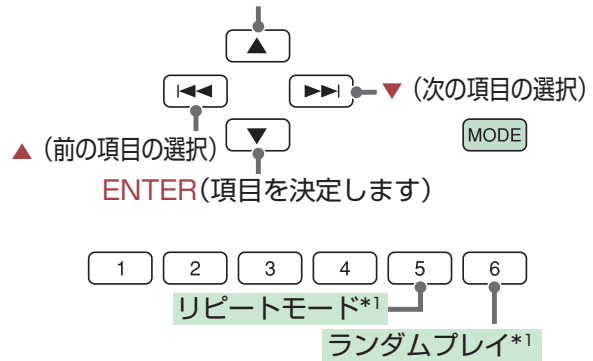 ▲
▼（次の項目の選択）
▲（前の項目の選択）
▼
MODE
ENTER（項目を決定します）
1 2 3 4 5 6
リピートモード*1
ランダムプレイ*1